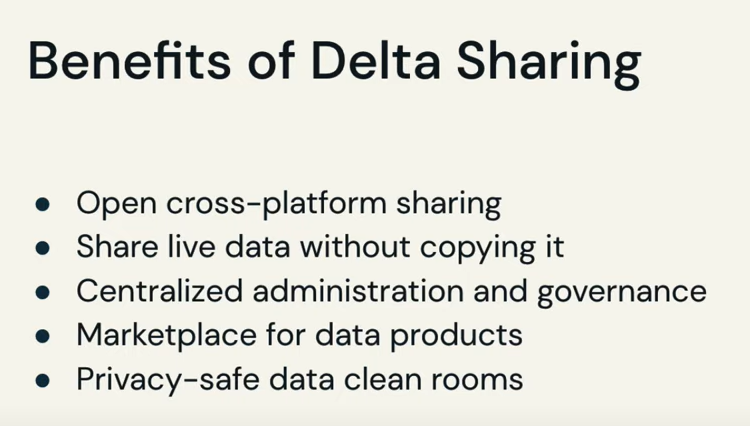 Benefits of Delta Sharing
• Open cross-platform sharing
• Share live data without copying it
• Centralized administration and governance
• Marketplace for data products
• Privacy-safe data clean rooms